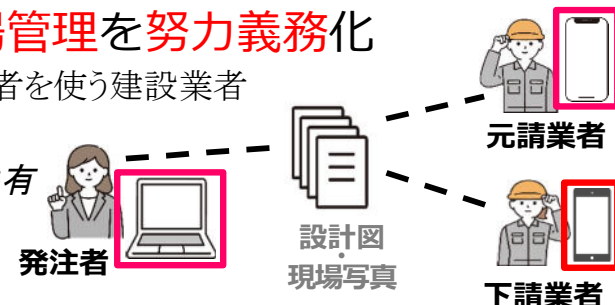 場管理を努力義務化
者を使う建設業者
有
発注者
設計図
・
現場写真
元請業者
下請業者